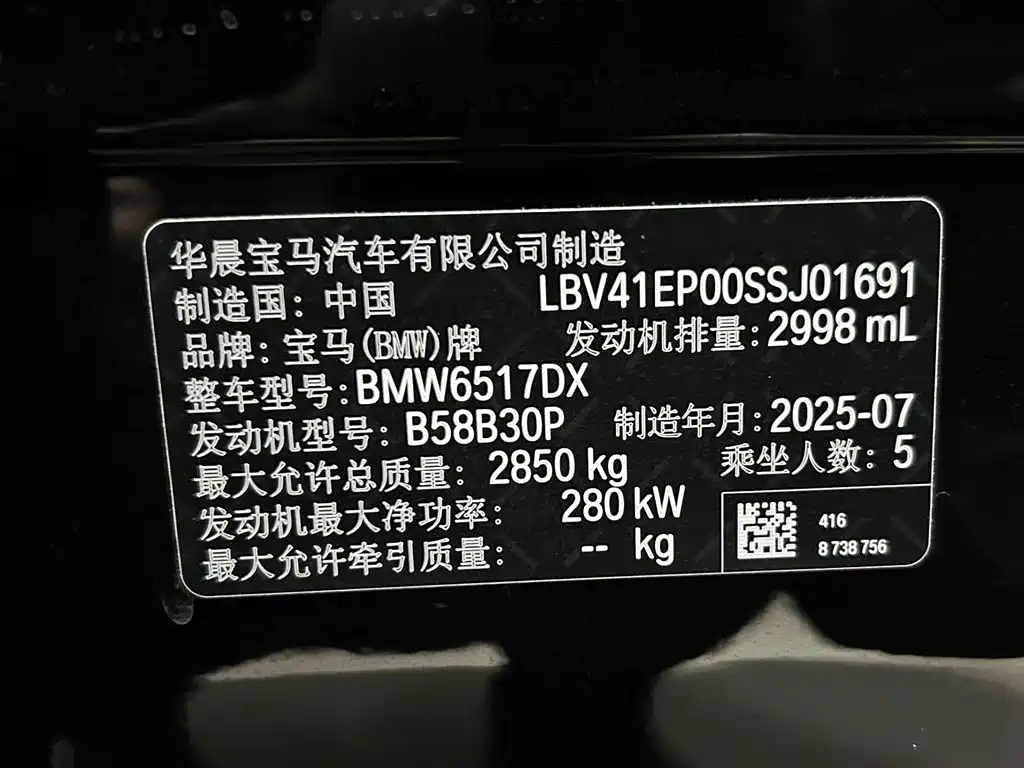 华晨宝马汽车有限公司制造
制造国：中国 LBV41EP00SSJ01691
品牌：宝马(BMW)牌 发动机排量：2998 mL
整车型号：BMW6517DX
发动机型号：B58B30P 制造年月：2025-07
最大允许总质量：2850 kg 乘坐人数：5
发动机最大净功率：280 kW
最大允许牵引质量：-- kg
416
8 738 756